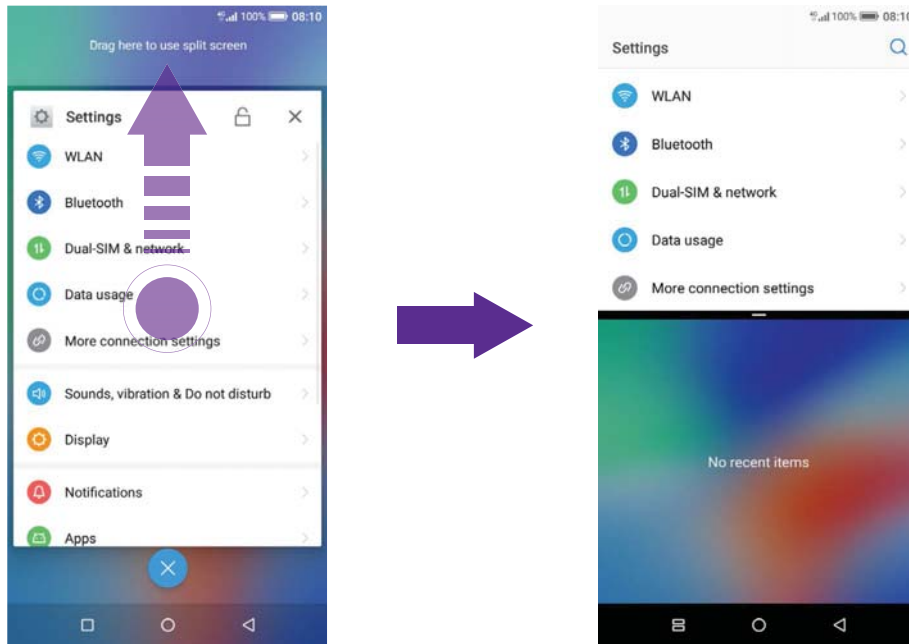 4G 100% 08:10
Drag here to use split screen
Settings
WLAN
Bluetooth
Dual-SIM & network
Data usage
More connection settings
Sounds, vibration & Do not disturb
Display
Notifications
Apps
4G 100% 08:10
Settings
WLAN
Bluetooth
Dual-SIM & network
Data usage
More connection settings
No recent items